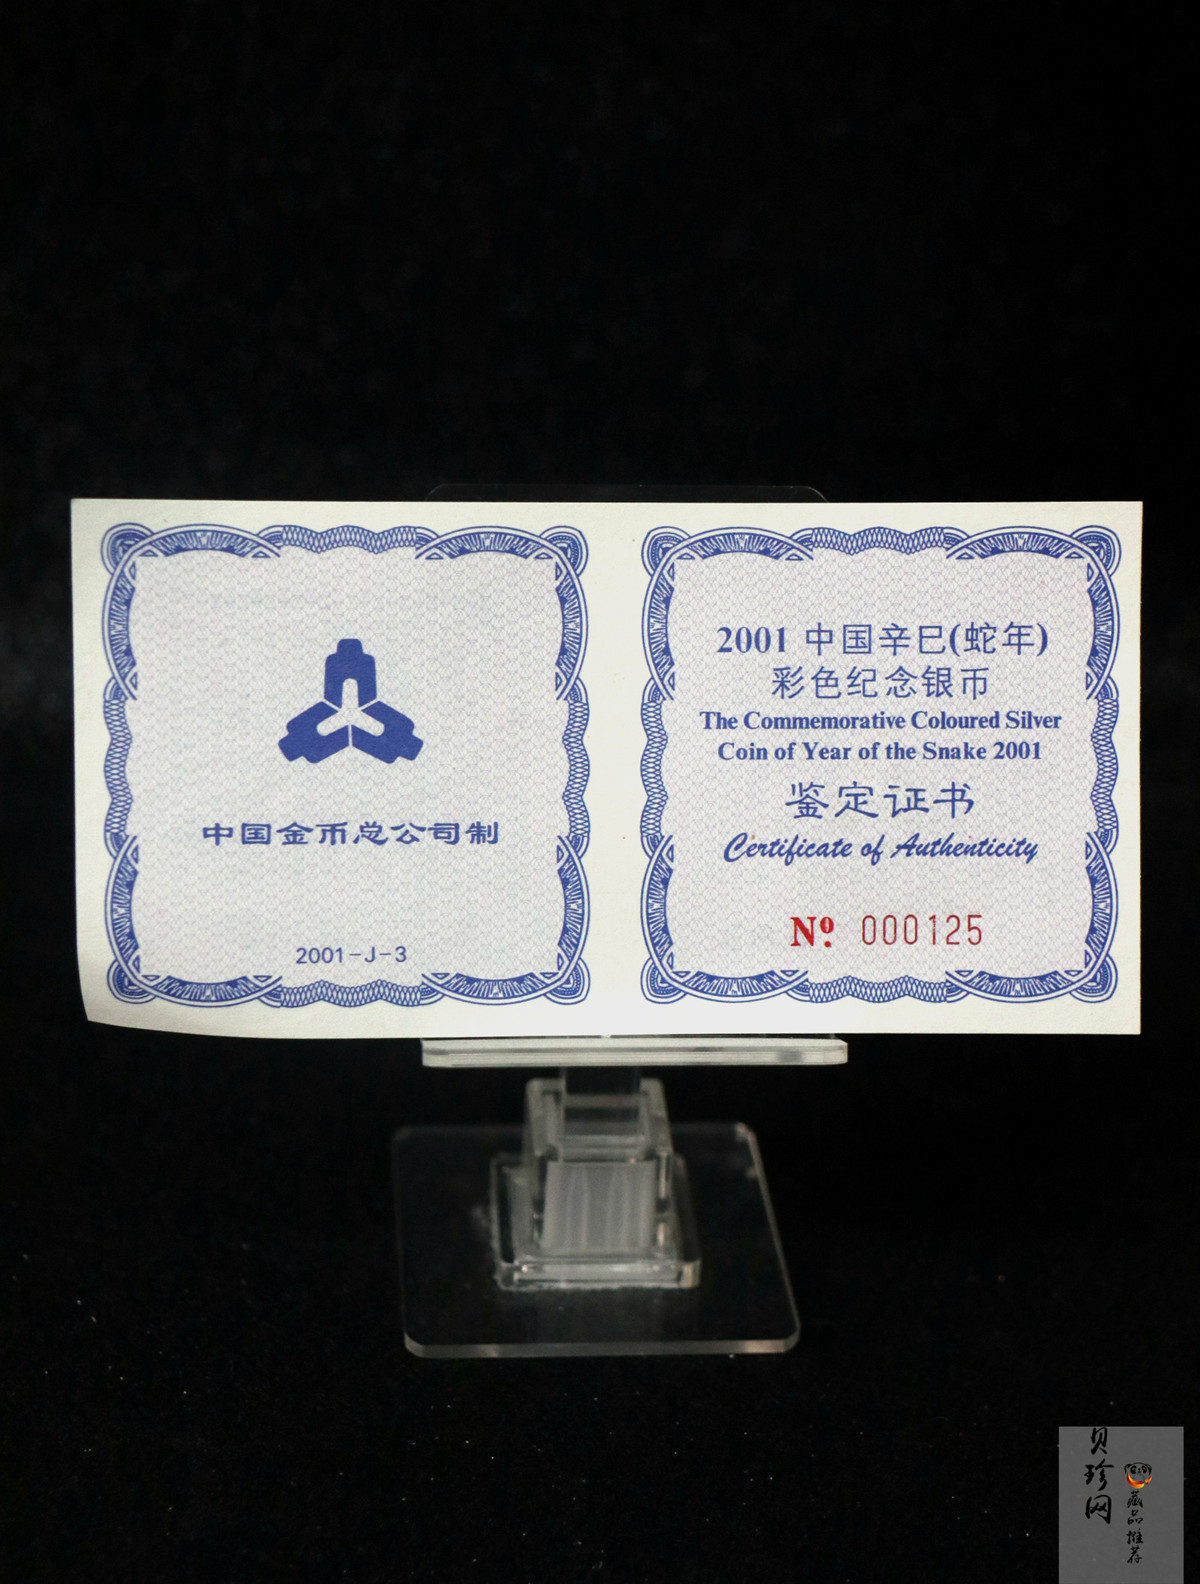 中国金币总公司制
2001-J-3
2001 中国辛巳(蛇年)
彩色纪念银币
The Commemorative Coloured Silver
Coin of Year of the Snake 2001
鉴定证书
Certificate of Authenticity
Nº. 000125
贝珍网
藏品推荐